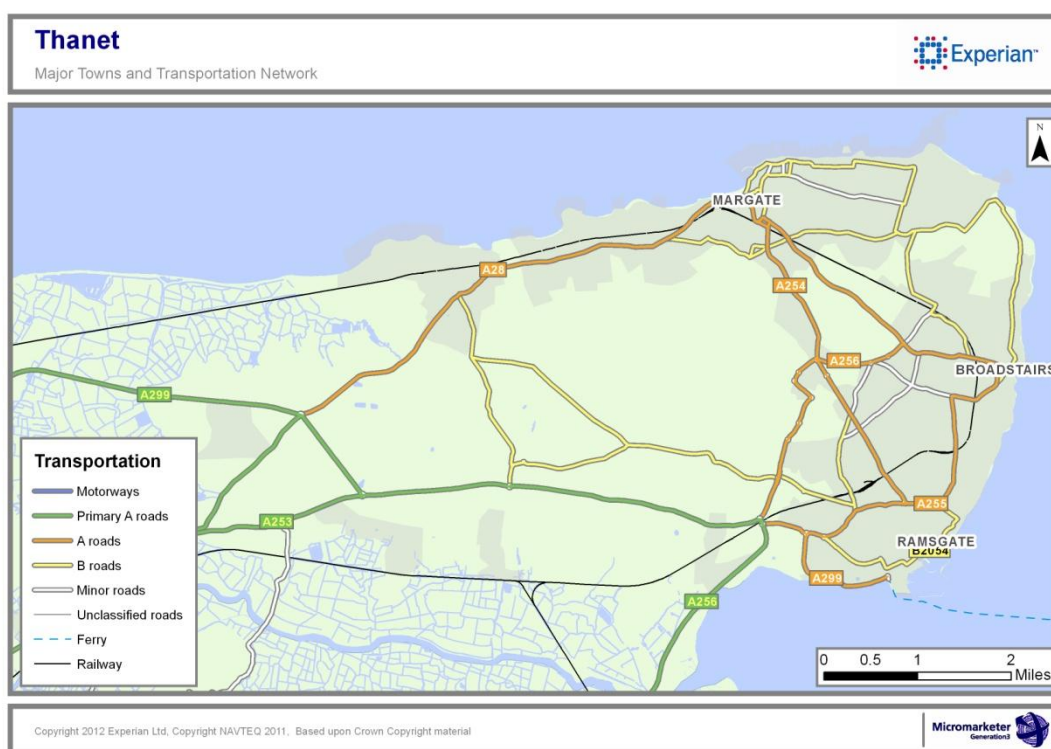 Thanet
Major Towns and Transportation Network
Experian™
N
MARGATE
A28
A254
A256
BROADSTAIRS
A299
A253
A255
RAMSGATE
B2054
A299
A256
Transportation
Motorways
Primary A roads
A roads
B roads
Minor roads
Unclassified roads
Ferry
Railway
0 0.5 1 2
Miles
Copyright 2012 Experian Ltd, Copyright NAVTEQ 2011, Based upon Crown Copyright material
Micromarketer
Generation3